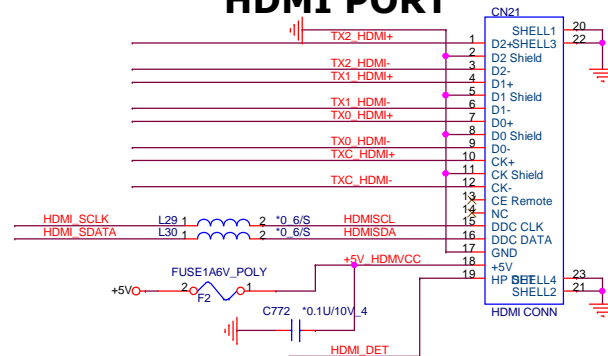 HDMI PORT
CN21
SHELL1 20
TX2_HDMI+ 1 D2+ SHELL3 22
2 D2 Shield
TX2_HDMI- 3 D2-
TX1_HDMI+ 4 D1+
5 D1 Shield
TX1_HDMI- 6 D1-
TX0_HDMI+ 7 D0+
8 D0 Shield
TX0_HDMI- 9 D0-
TXC_HDMI+ 10 CK+
11 CK Shield
TXC_HDMI- 12 CK-
13 CE Remote
14 NC
HDMI_SCLK L29 1 2 *0_6/S HDMISCL 15 DDC CLK
HDMI_SDATA L30 1 2 *0_6/S HDMISDA 16 DDC DATA
17 GND
+5V_HDMVCC 18 +5V
FUSE1A6V_POLY 19 HP DET SHELL4 23
+5V 2 1 SHELL2 21
F2
C772 *0.1U/10V_4 HDMI CONN
HDMI_DET